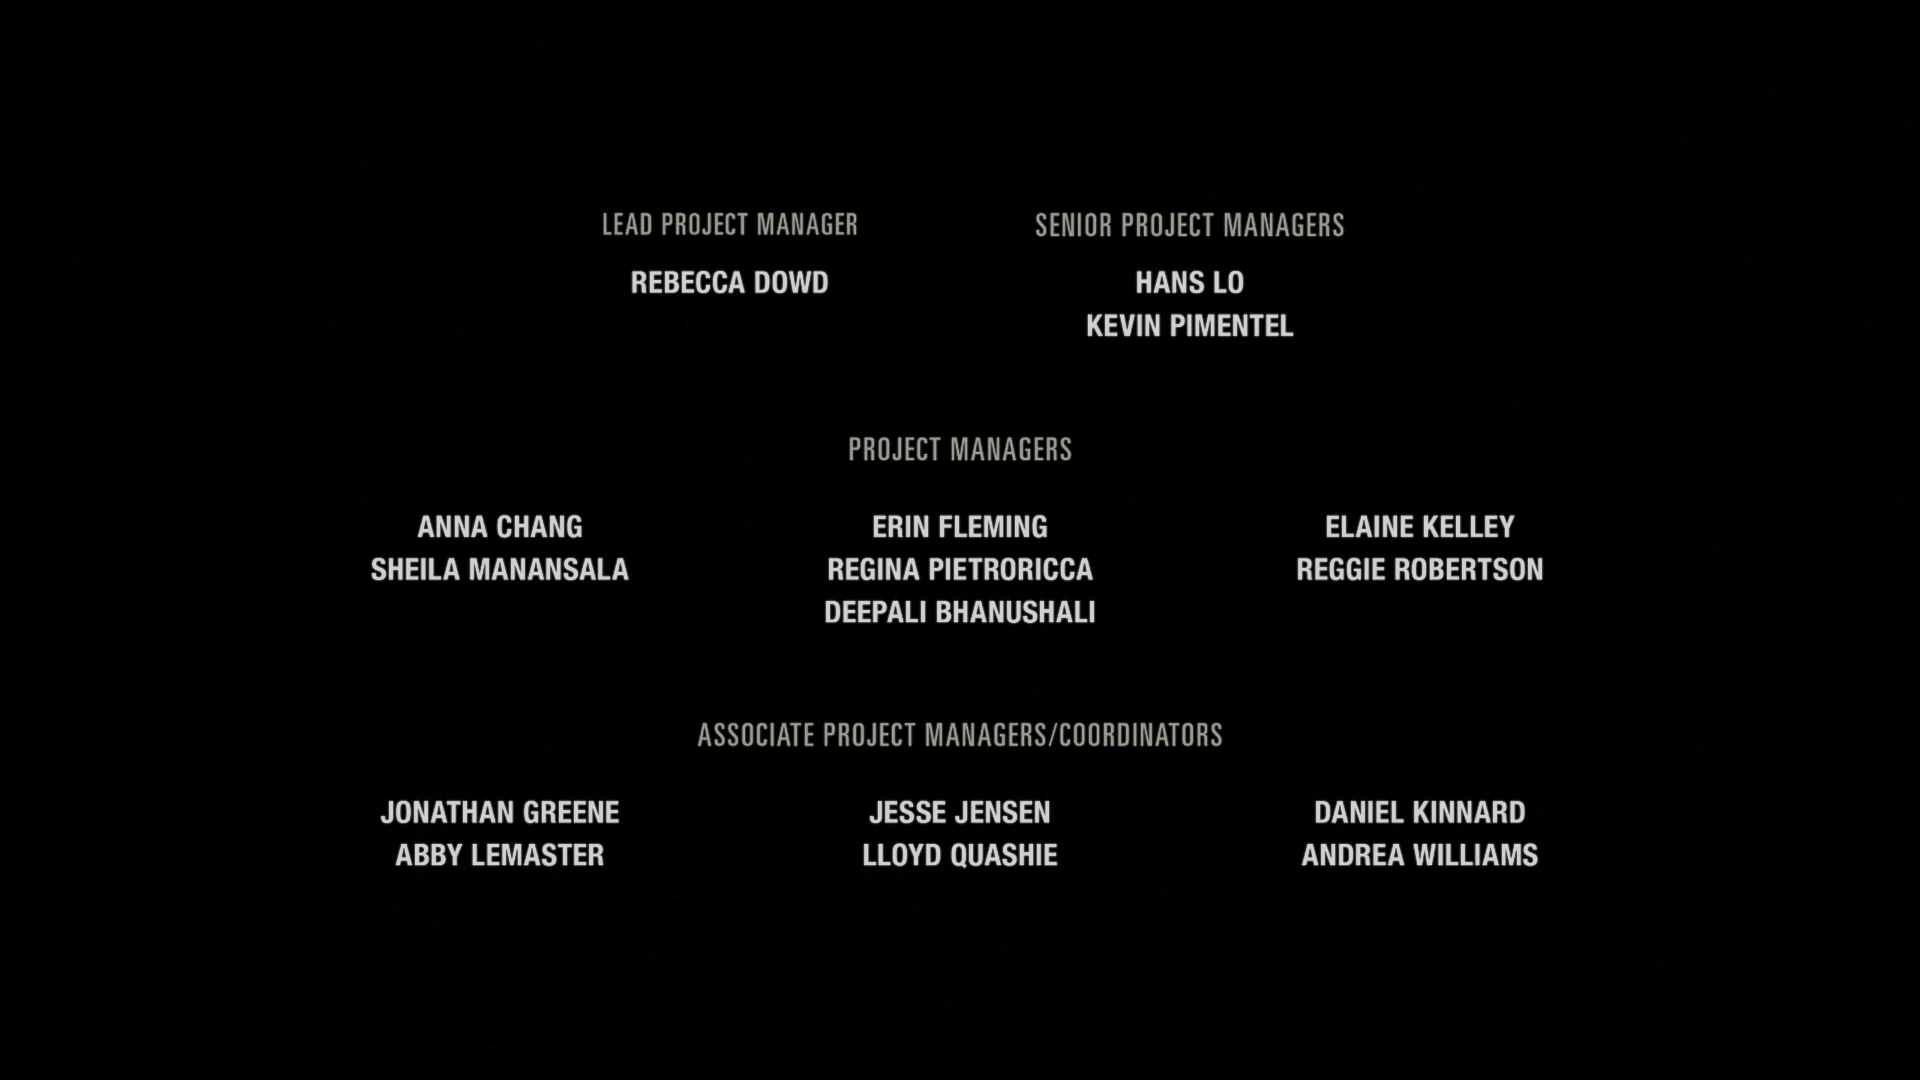 LEAD PROJECT MANAGER
REBECCA DOWD
SENIOR PROJECT MANAGERS
HANS LO
KEVIN PIMENTEL
PROJECT MANAGERS
ANNA CHANG
SHEILA MANANSALA
ERIN FLEMING
REGINA PIETRORICCA
DEEPALI BHANUSHALI
ELAINE KELLEY
REGGIE ROBERTSON
ASSOCIATE PROJECT MANAGERS/COORDINATORS
JONATHAN GREENE
ABBY LEMASTER
JESSE JENSEN
LLOYD QUASHIE
DANIEL KINNARD
ANDREA WILLIAMS